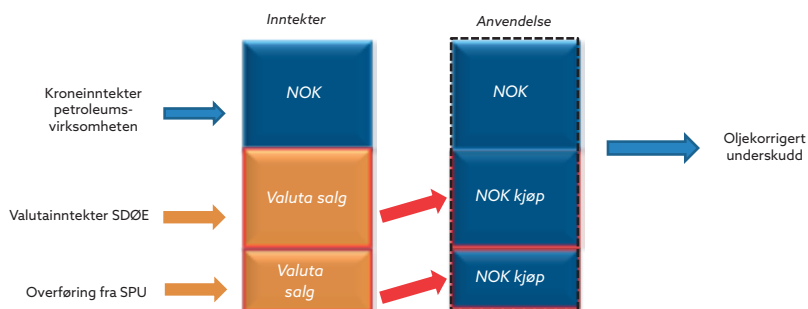 Inntekter
Anvendelse
Kroneinntekter
petroleums-
virksomheten
NOK
NOK
Oljekorrigert
underskudd
Valutainntekter SDØE
Valuta salg
NOK kjøp
Overføring fra SPU
Valuta
salg
NOK kjøp